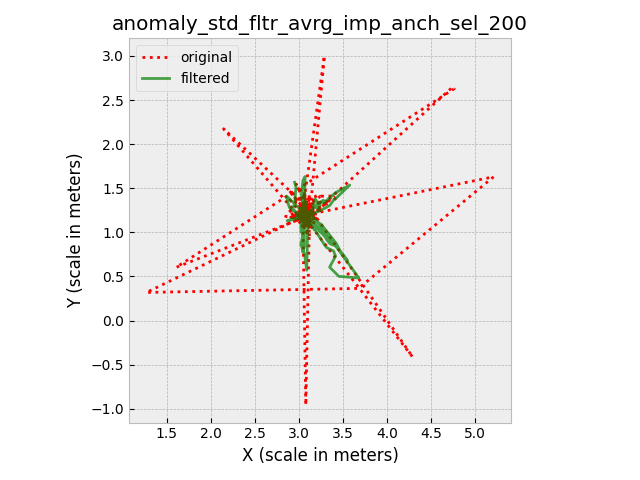 anomaly_std_fltr_avrg_imp_anch_sel_200
original
filtered
3.0
2.5
2.0
1.5
1.0
0.5
0.0
−0.5
−1.0
Y (scale in meters)
1.5 2.0 2.5 3.0 3.5 4.0 4.5 5.0
X (scale in meters)